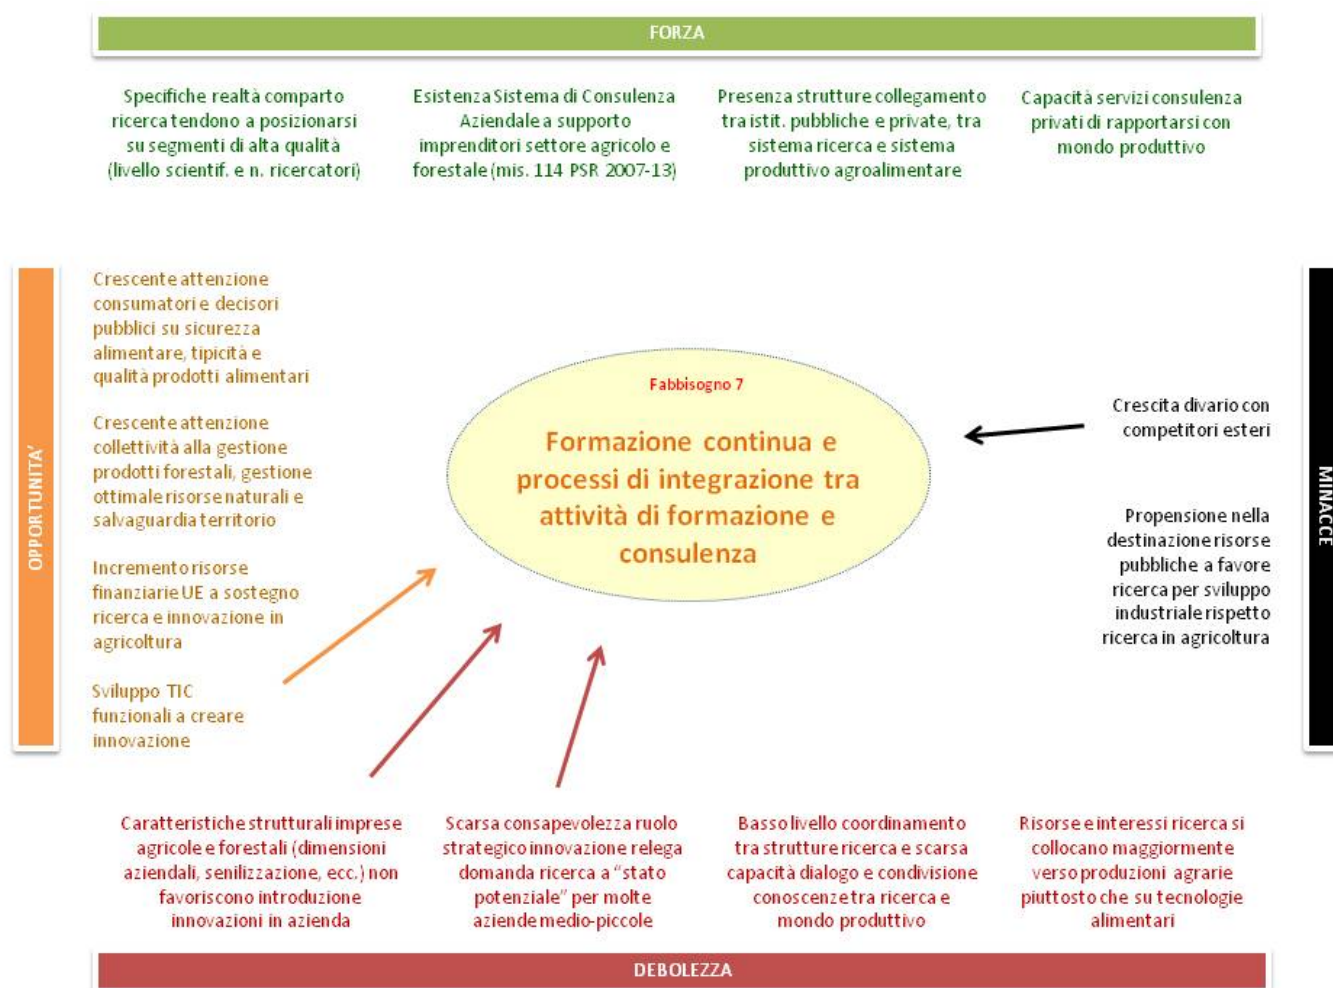 FORZA
Specifiche realtà comparto
ricerca tendono a posizionarsi
su segmenti di alta qualità
(livello scientif. e n. ricercatori)
Esistenza Sistema di Consulenza
Aziendale a supporto
imprenditori settore agricolo e
forestale (mis. 114 PSR 2007-13)
Presenza strutture collegamento
tra istit. pubbliche e private, tra
sistema ricerca e sistema
produttivo agroalimentare
Capacità servizi consulenza
privati di rapportarsi con
mondo produttivo
OPPORTUNITA'
Crescente attenzione
consumatori e decisori
pubblici su sicurezza
alimentare, tipicità e
qualità prodotti alimentari
Crescente attenzione
collettività alla gestione
prodotti forestali, gestione
ottimale risorse naturali e
salvaguardia territorio
Incremento risorse
finanziarie UE a sostegno
ricerca e innovazione in
agricoltura
Sviluppo TIC
funzionali a creare
innovazione
Fabbisogno 7
Formazione continua e
processi di integrazione tra
attività di formazione e
consulenza
Crescita divario con
competitori esteri
Propensione nella
destinazione risorse
pubbliche a favore
ricerca per sviluppo
industriale rispetto
ricerca in agricoltura
MINACCE
Caratteristiche strutturali imprese
agricole e forestali (dimensioni
aziendali, senilizzazione, ecc.) non
favoriscono introduzione
innovazioni in azienda
Scarsa consapevolezza ruolo
strategico innovazione relega
domanda ricerca a "stato
potenziale" per molte
aziende medio-piccole
Basso livello coordinamento
tra strutture ricerca e scarsa
capacità dialogo e condivisione
conoscenze tra ricerca e
mondo produttivo
Risorse e interessi ricerca si
collocano maggiormente
verso produzioni agrarie
piuttosto che su tecnologie
alimentari
DEBOLEZZA